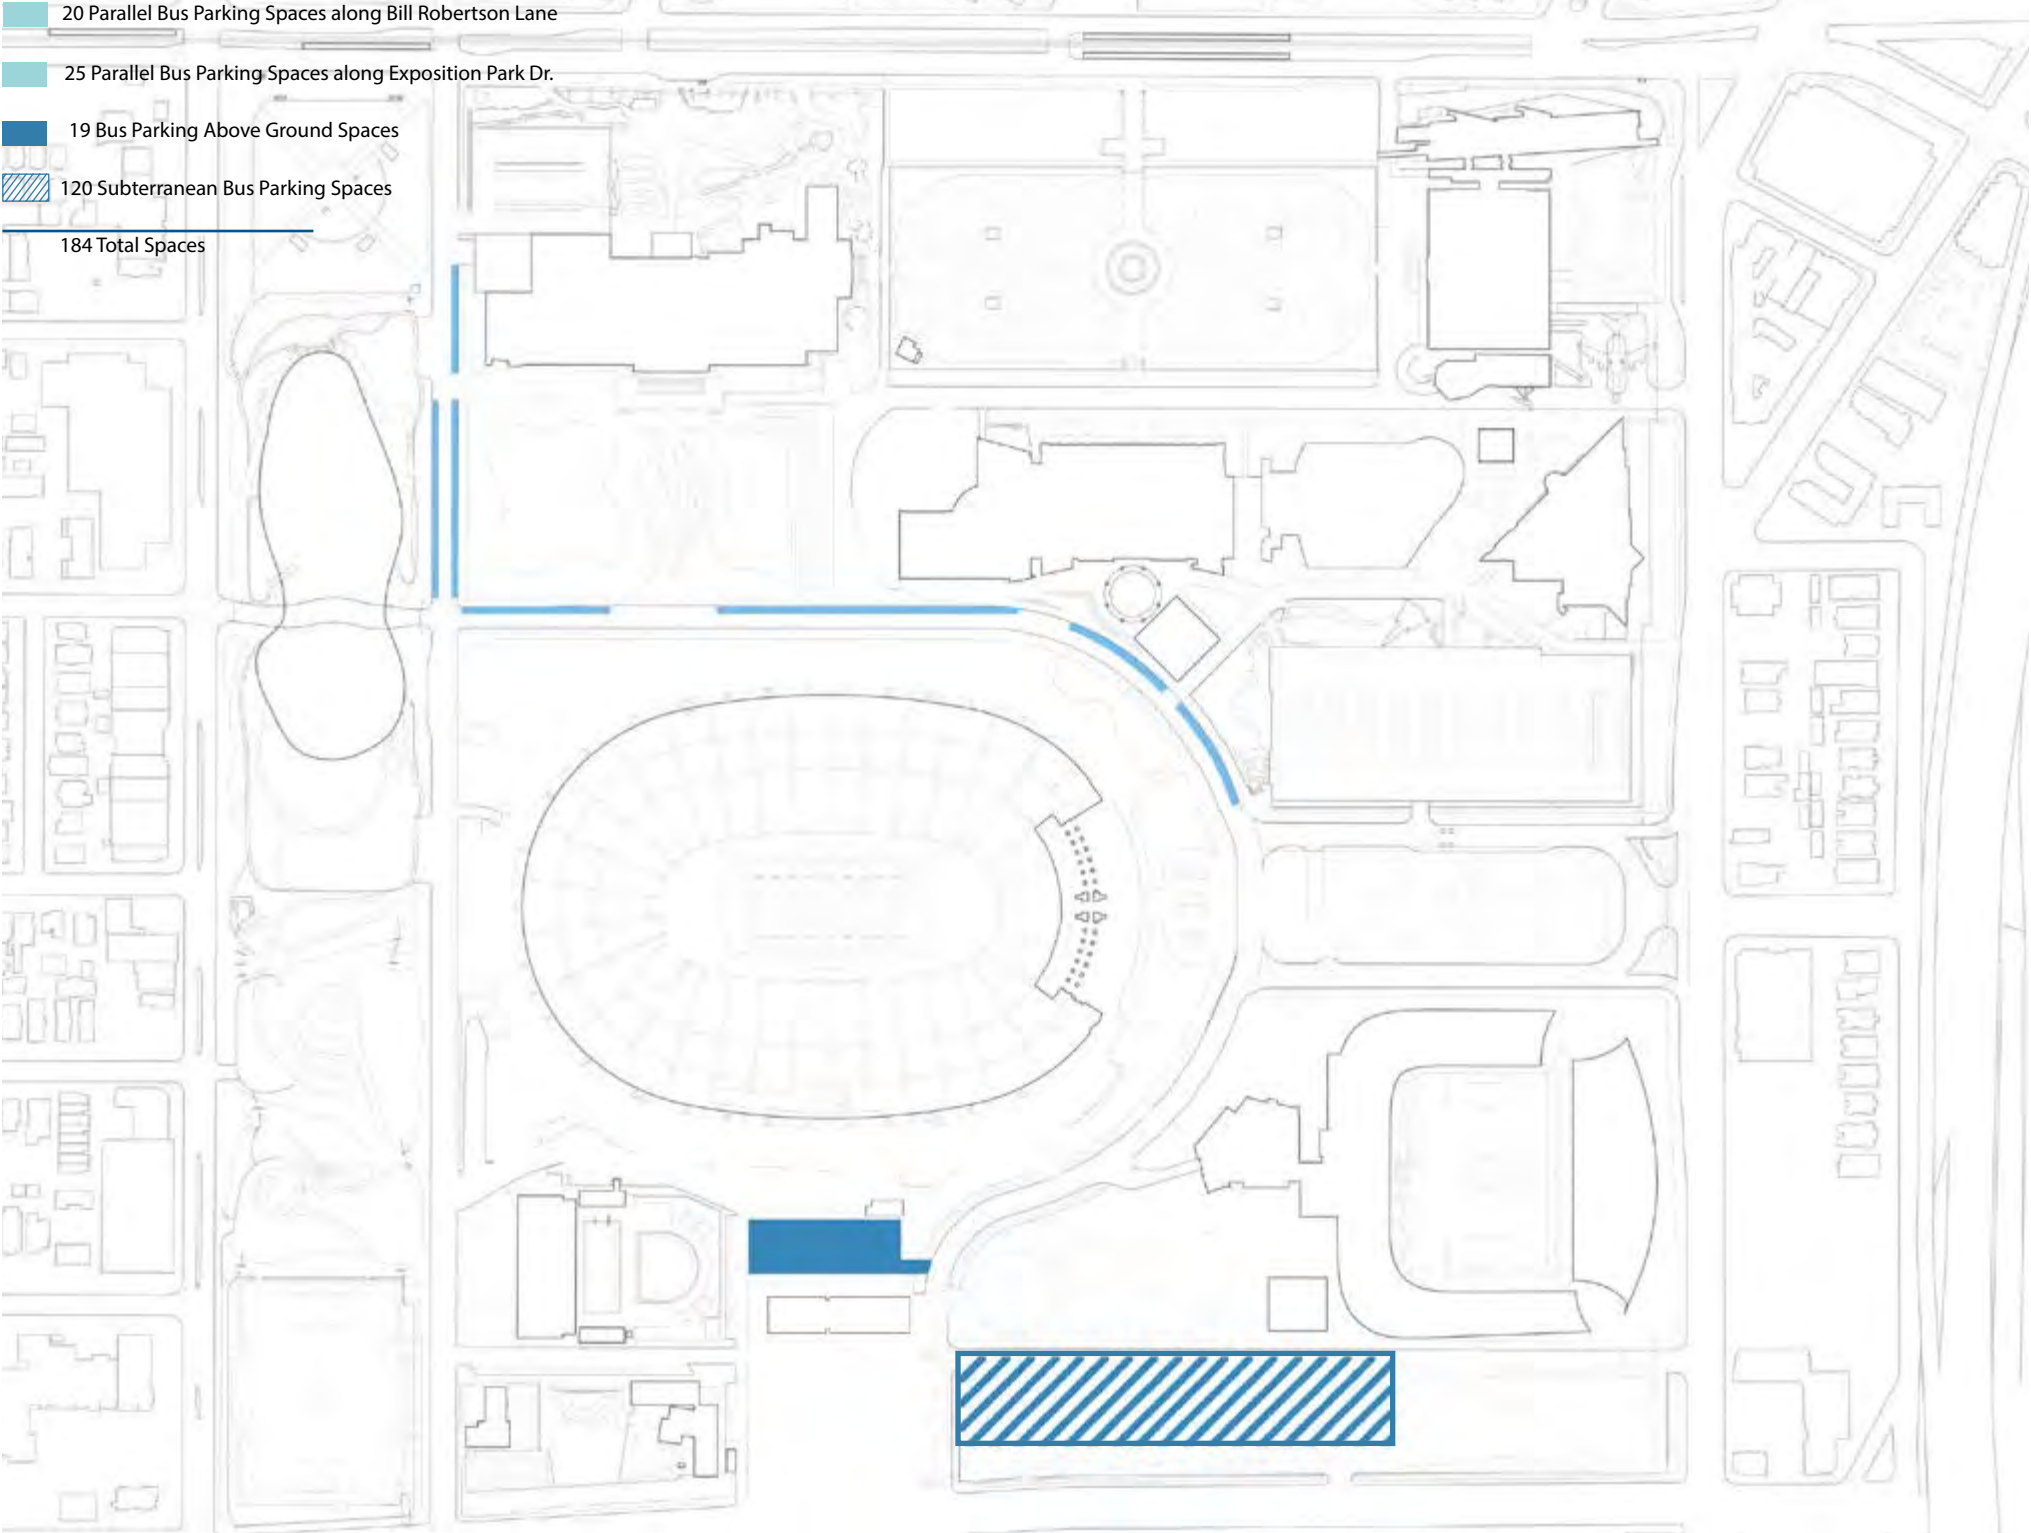 20 Parallel Bus Parking Spaces along Bill Robertson Lane
25 Parallel Bus Parking Spaces along Exposition Park Dr.
19 Bus Parking Above Ground Spaces
120 Subterranean Bus Parking Spaces
184 Total Spaces